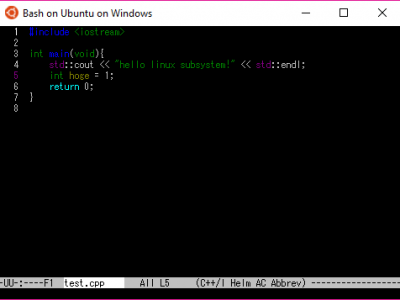 Bash on Ubuntu on Windows
1 #include <iostream>
2
3 int main(void){
4     std::cout << "hello linux subsystem!" << std::endl;
5     int hoge = 1;
6     return 0;
7 }
8
-UU-:----F1  test.cpp      All L5     (C++/l Helm AC Abbrev) -----------------